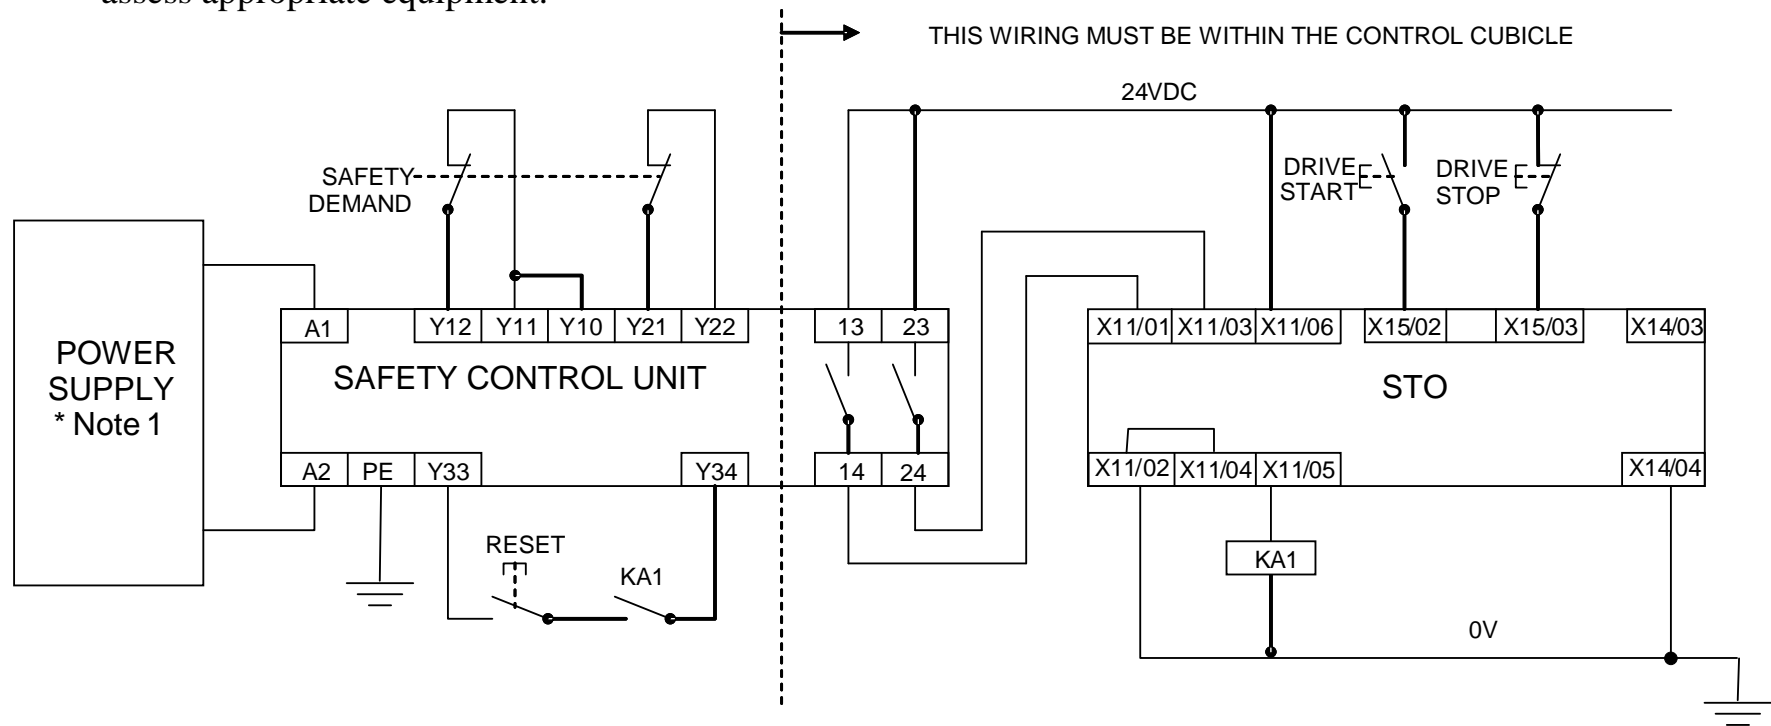 assess appropriate equipment.
THIS WIRING MUST BE WITHIN THE CONTROL CUBICLE
24VDC
SAFETY
DEMAND
DRIVE
START
DRIVE
STOP
A1
Y12
Y11
Y10
Y21
Y22
13
23
X11/01
X11/03
X11/06
X15/02
X15/03
X14/03
POWER
SUPPLY
* Note 1
SAFETY CONTROL UNIT
STO
A2
PE
Y33
Y34
14
24
X11/02
X11/04
X11/05
X14/04
RESET
KA1
KA1
0V